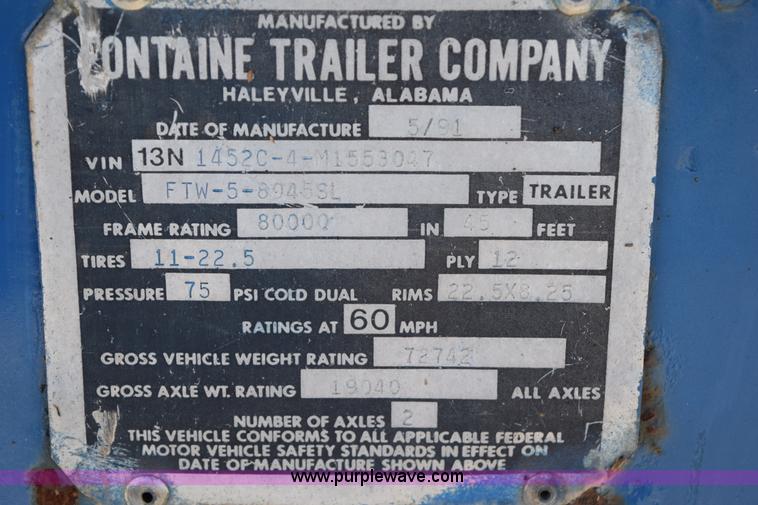 MANUFACTURED BY
ONTAINE TRAILER COMPANY
HALEYVILLE, ALABAMA
DATE OF MANUFACTURE 5/91
VIN 13N 1452C-4-M1553047
MODEL FTW-5-8045SL TYPE TRAILER
FRAME RATING 80000 IN 45 FEET
TIRES 11-22.5 PLY 12
PRESSURE 75 PSI COLD DUAL RIMS 22.5X8.25
RATINGS AT 60 MPH
GROSS VEHICLE WEIGHT RATING 72742
GROSS AXLE WT. RATING 19040 ALL AXLES
NUMBER OF AXLES 2
THIS VEHICLE CONFORMS TO ALL APPLICABLE FEDERAL
MOTOR VEHICLE SAFETY STANDARDS IN EFFECT ON
DATE OF MANUFACTURE SHOWN ABOVE
www.purplewave.com